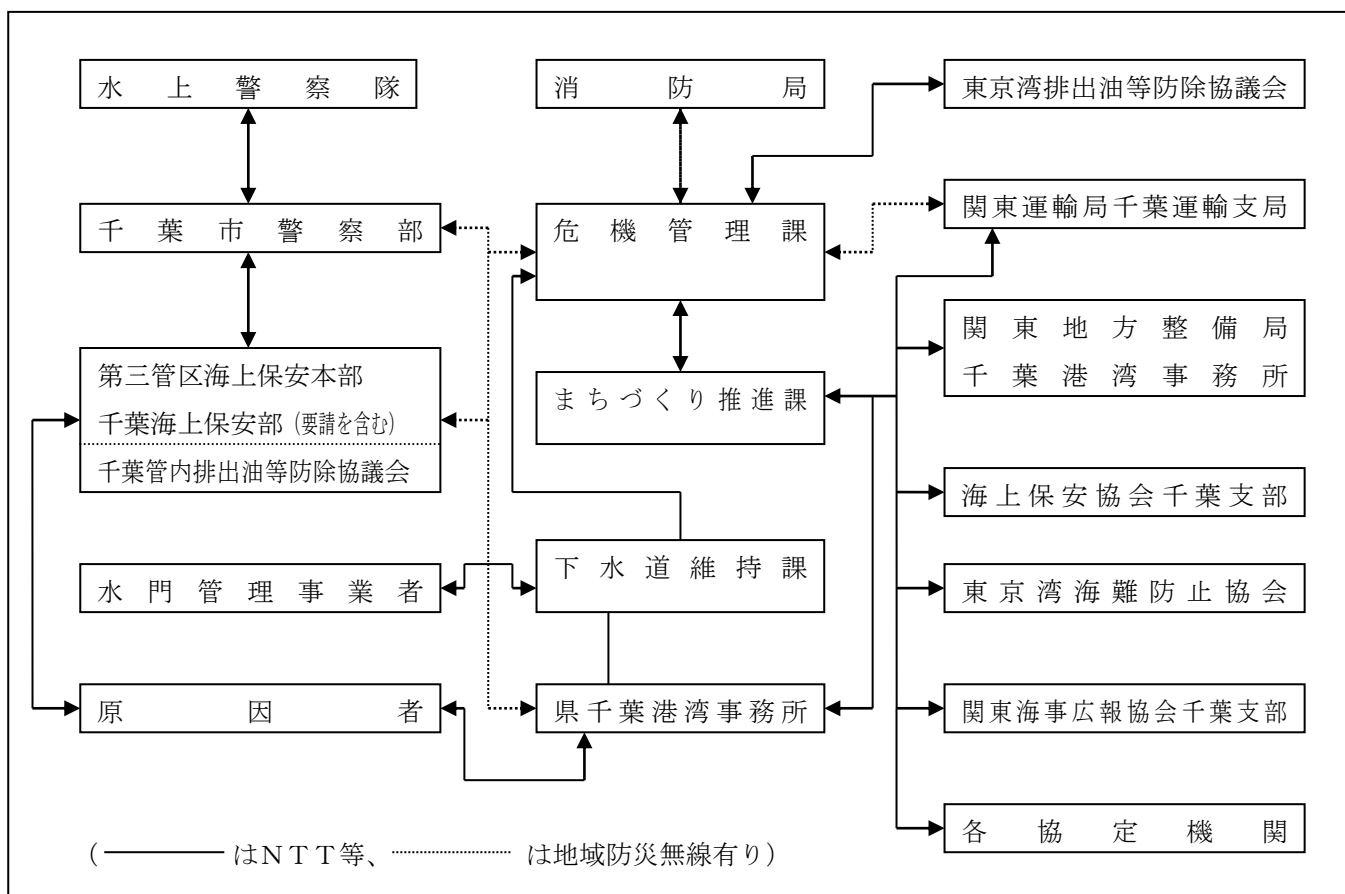 水上警察隊
消防局
東京湾排出油等防除協議会
千葉市警察部
危機管理課
関東運輸局千葉運輸支局
関東地方整備局
千葉港湾事務所
第三管区海上保安本部
千葉海上保安部（要請を含む）
千葉管内排出油等防除協議会
まちづくり推進課
海上保安協会千葉支部
水門管理事業者
下水道維持課
東京湾海難防止協会
原因者
県千葉港湾事務所
関東海事広報協会千葉支部
各協定機関
（ はＮＴＴ等、 は地域防災無線有り）